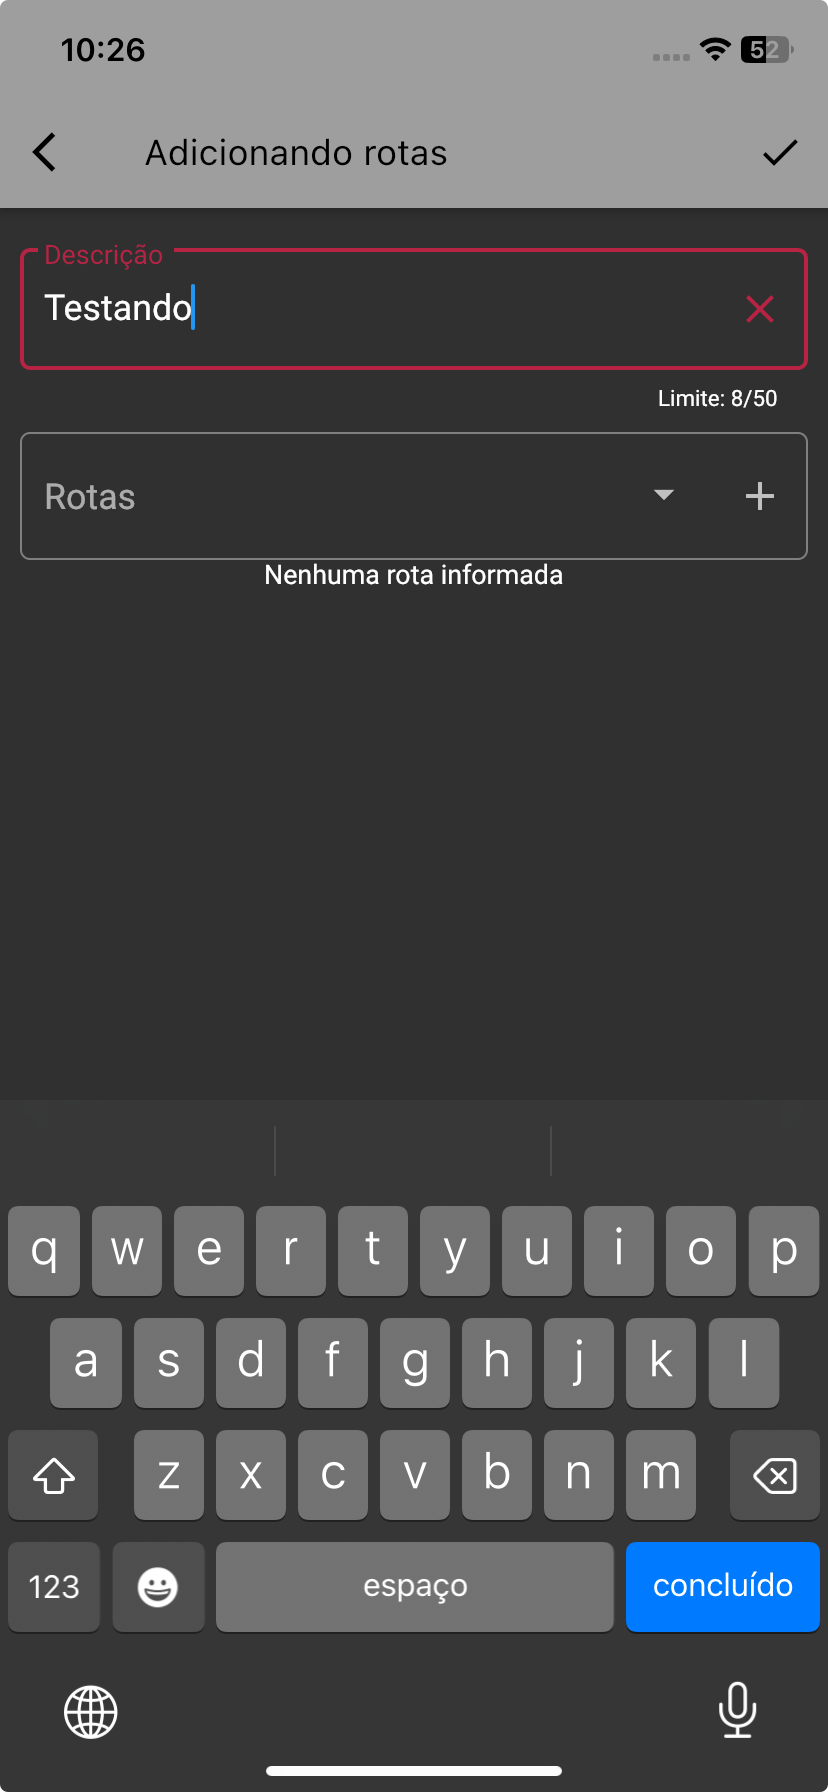 10:26
52
Adicionando rotas
Descrição
Testando
Limite: 8/50
Rotas
Nenhuma rota informada
q w e r t y u i o p
a s d f g h j k l
z x c v b n m
123 espaço concluído